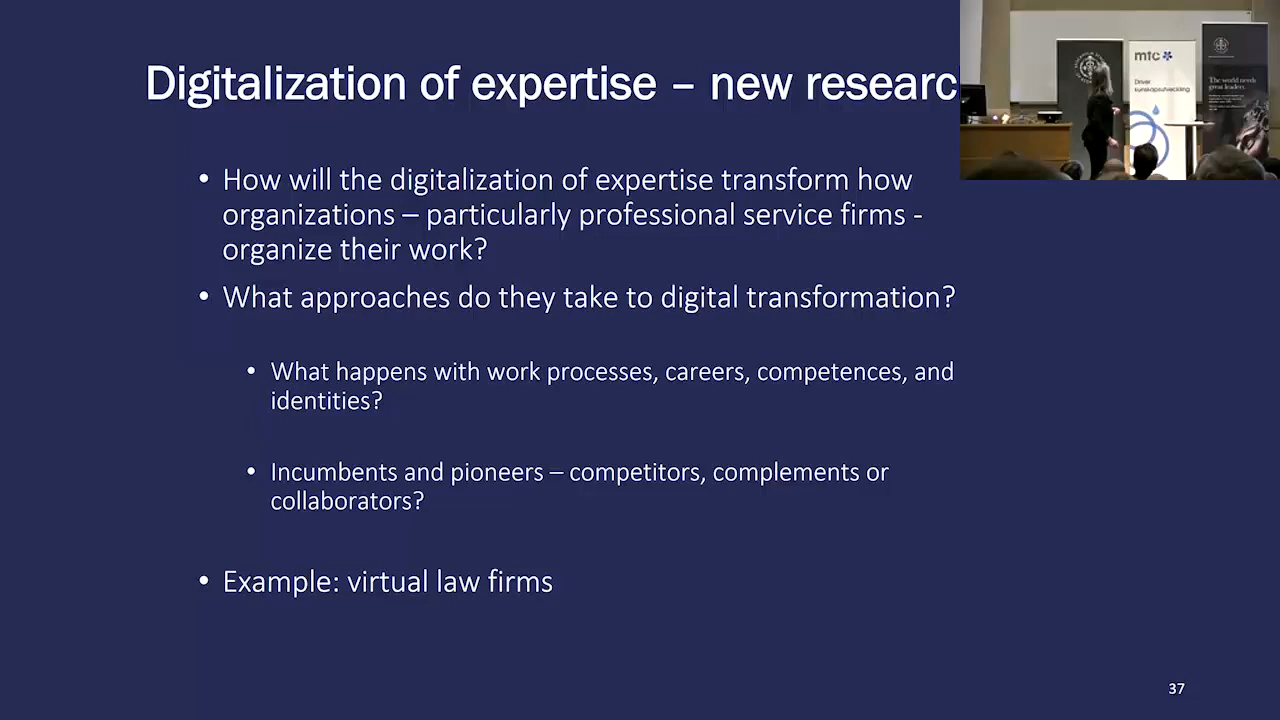 Digitalization of expertise – new researc
• How will the digitalization of expertise transform how
organizations – particularly professional service firms -
organize their work?
• What approaches do they take to digital transformation?
• What happens with work processes, careers, competences, and
identities?
• Incumbents and pioneers – competitors, complements or
collaborators?
• Example: virtual law firms
37
mtc
Driver
kunskapsutveckling
The world needs
great leaders